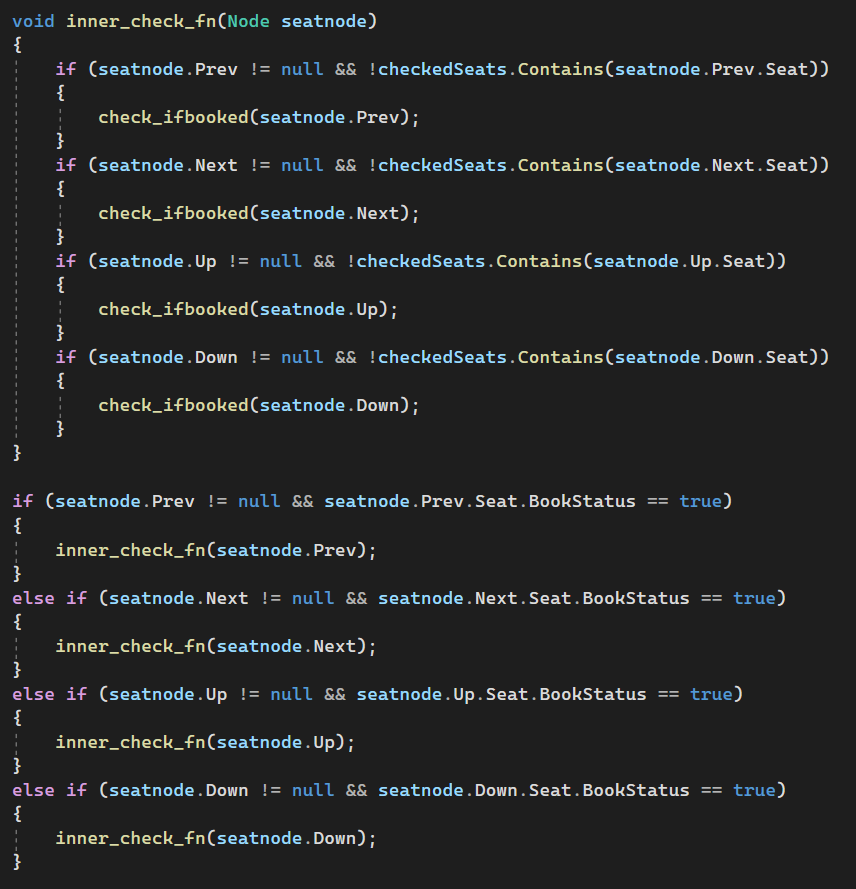 void inner_check_fn(Node seatnode)
{
    if (seatnode.Prev != null && !checkedSeats.Contains(seatnode.Prev.Seat))
    {
        check_ifbooked(seatnode.Prev);
    }
    if (seatnode.Next != null && !checkedSeats.Contains(seatnode.Next.Seat))
    {
        check_ifbooked(seatnode.Next);
    }
    if (seatnode.Up != null && !checkedSeats.Contains(seatnode.Up.Seat))
    {
        check_ifbooked(seatnode.Up);
    }
    if (seatnode.Down != null && !checkedSeats.Contains(seatnode.Down.Seat))
    {
        check_ifbooked(seatnode.Down);
    }
}

if (seatnode.Prev != null && seatnode.Prev.Seat.BookStatus == true)
{
    inner_check_fn(seatnode.Prev);
}
else if (seatnode.Next != null && seatnode.Next.Seat.BookStatus == true)
{
    inner_check_fn(seatnode.Next);
}
else if (seatnode.Up != null && seatnode.Up.Seat.BookStatus == true)
{
    inner_check_fn(seatnode.Up);
}
else if (seatnode.Down != null && seatnode.Down.Seat.BookStatus == true)
{
    inner_check_fn(seatnode.Down);
}